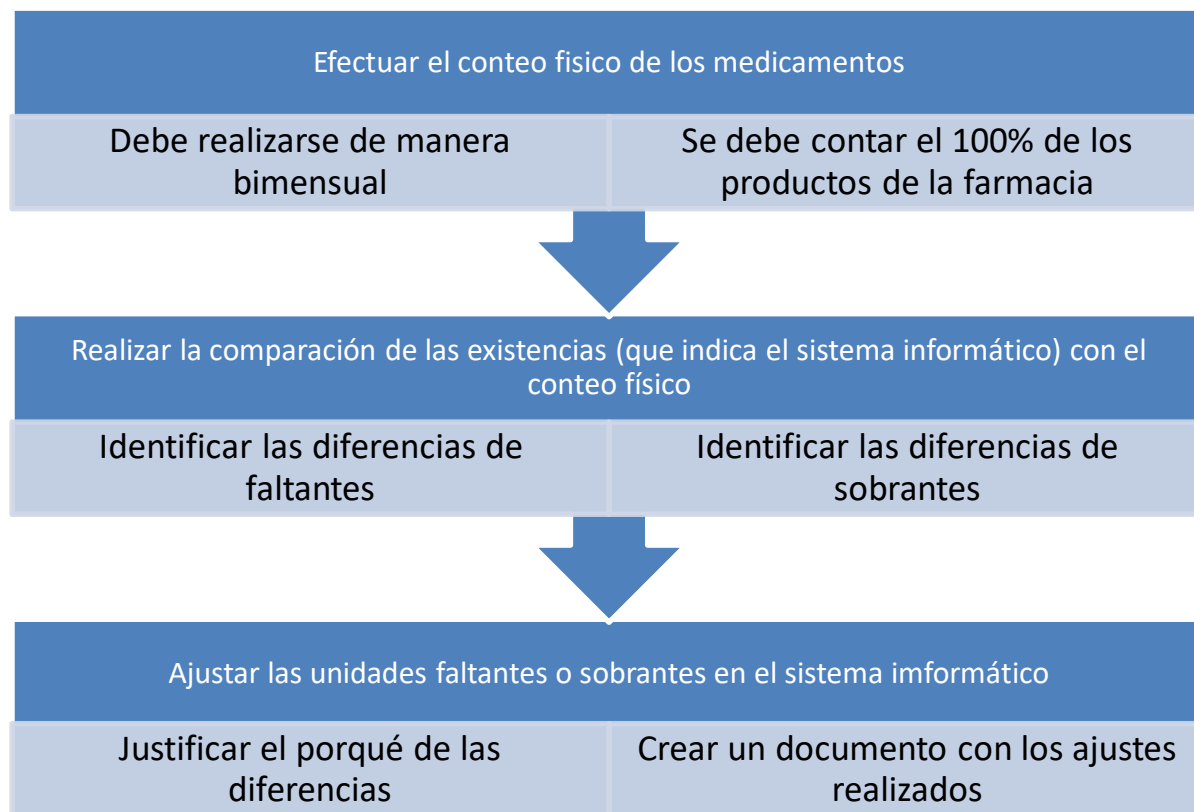 Efectuar el conteo fisico de los medicamentos
Debe realizarse de manera
bimensual
Se debe contar el 100% de los
productos de la farmacia
Realizar la comparación de las existencias (que indica el sistema informático) con el
conteo físico
Identificar las diferencias de
faltantes
Identificar las diferencias de
sobrantes
Ajustar las unidades faltantes o sobrantes en el sistema imformático
Justificar el porqué de las
diferencias
Crear un documento con los ajustes
realizados